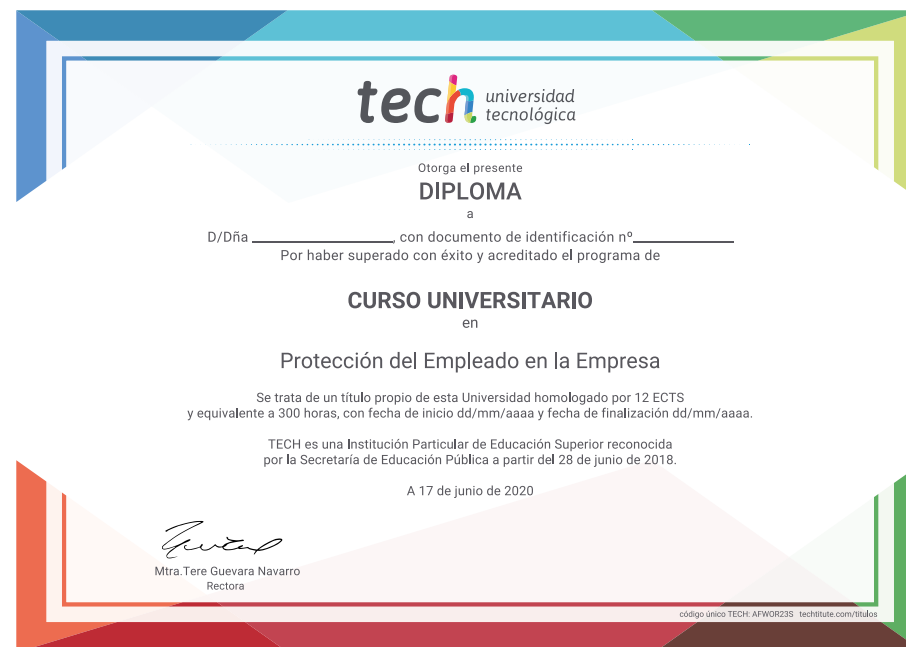 tech universidad
tecnológica
Otorga el presente
DIPLOMA
a
D/Dña ____________________, con documento de identificación nº______________
Por haber superado con éxito y acreditado el programa de
CURSO UNIVERSITARIO
en
Protección del Empleado en la Empresa
Se trata de un título propio de esta Universidad homologado por 12 ECTS
y equivalente a 300 horas, con fecha de inicio dd/mm/aaaa y fecha de finalización dd/mm/aaaa.
TECH es una Institución Particular de Educación Superior reconocida
por la Secretaría de Educación Pública a partir del 28 de junio de 2018.
A 17 de junio de 2020
Mtra.Tere Guevara Navarro
Rectora
código único TECH: AFWOR23S techtitute.com/titulos